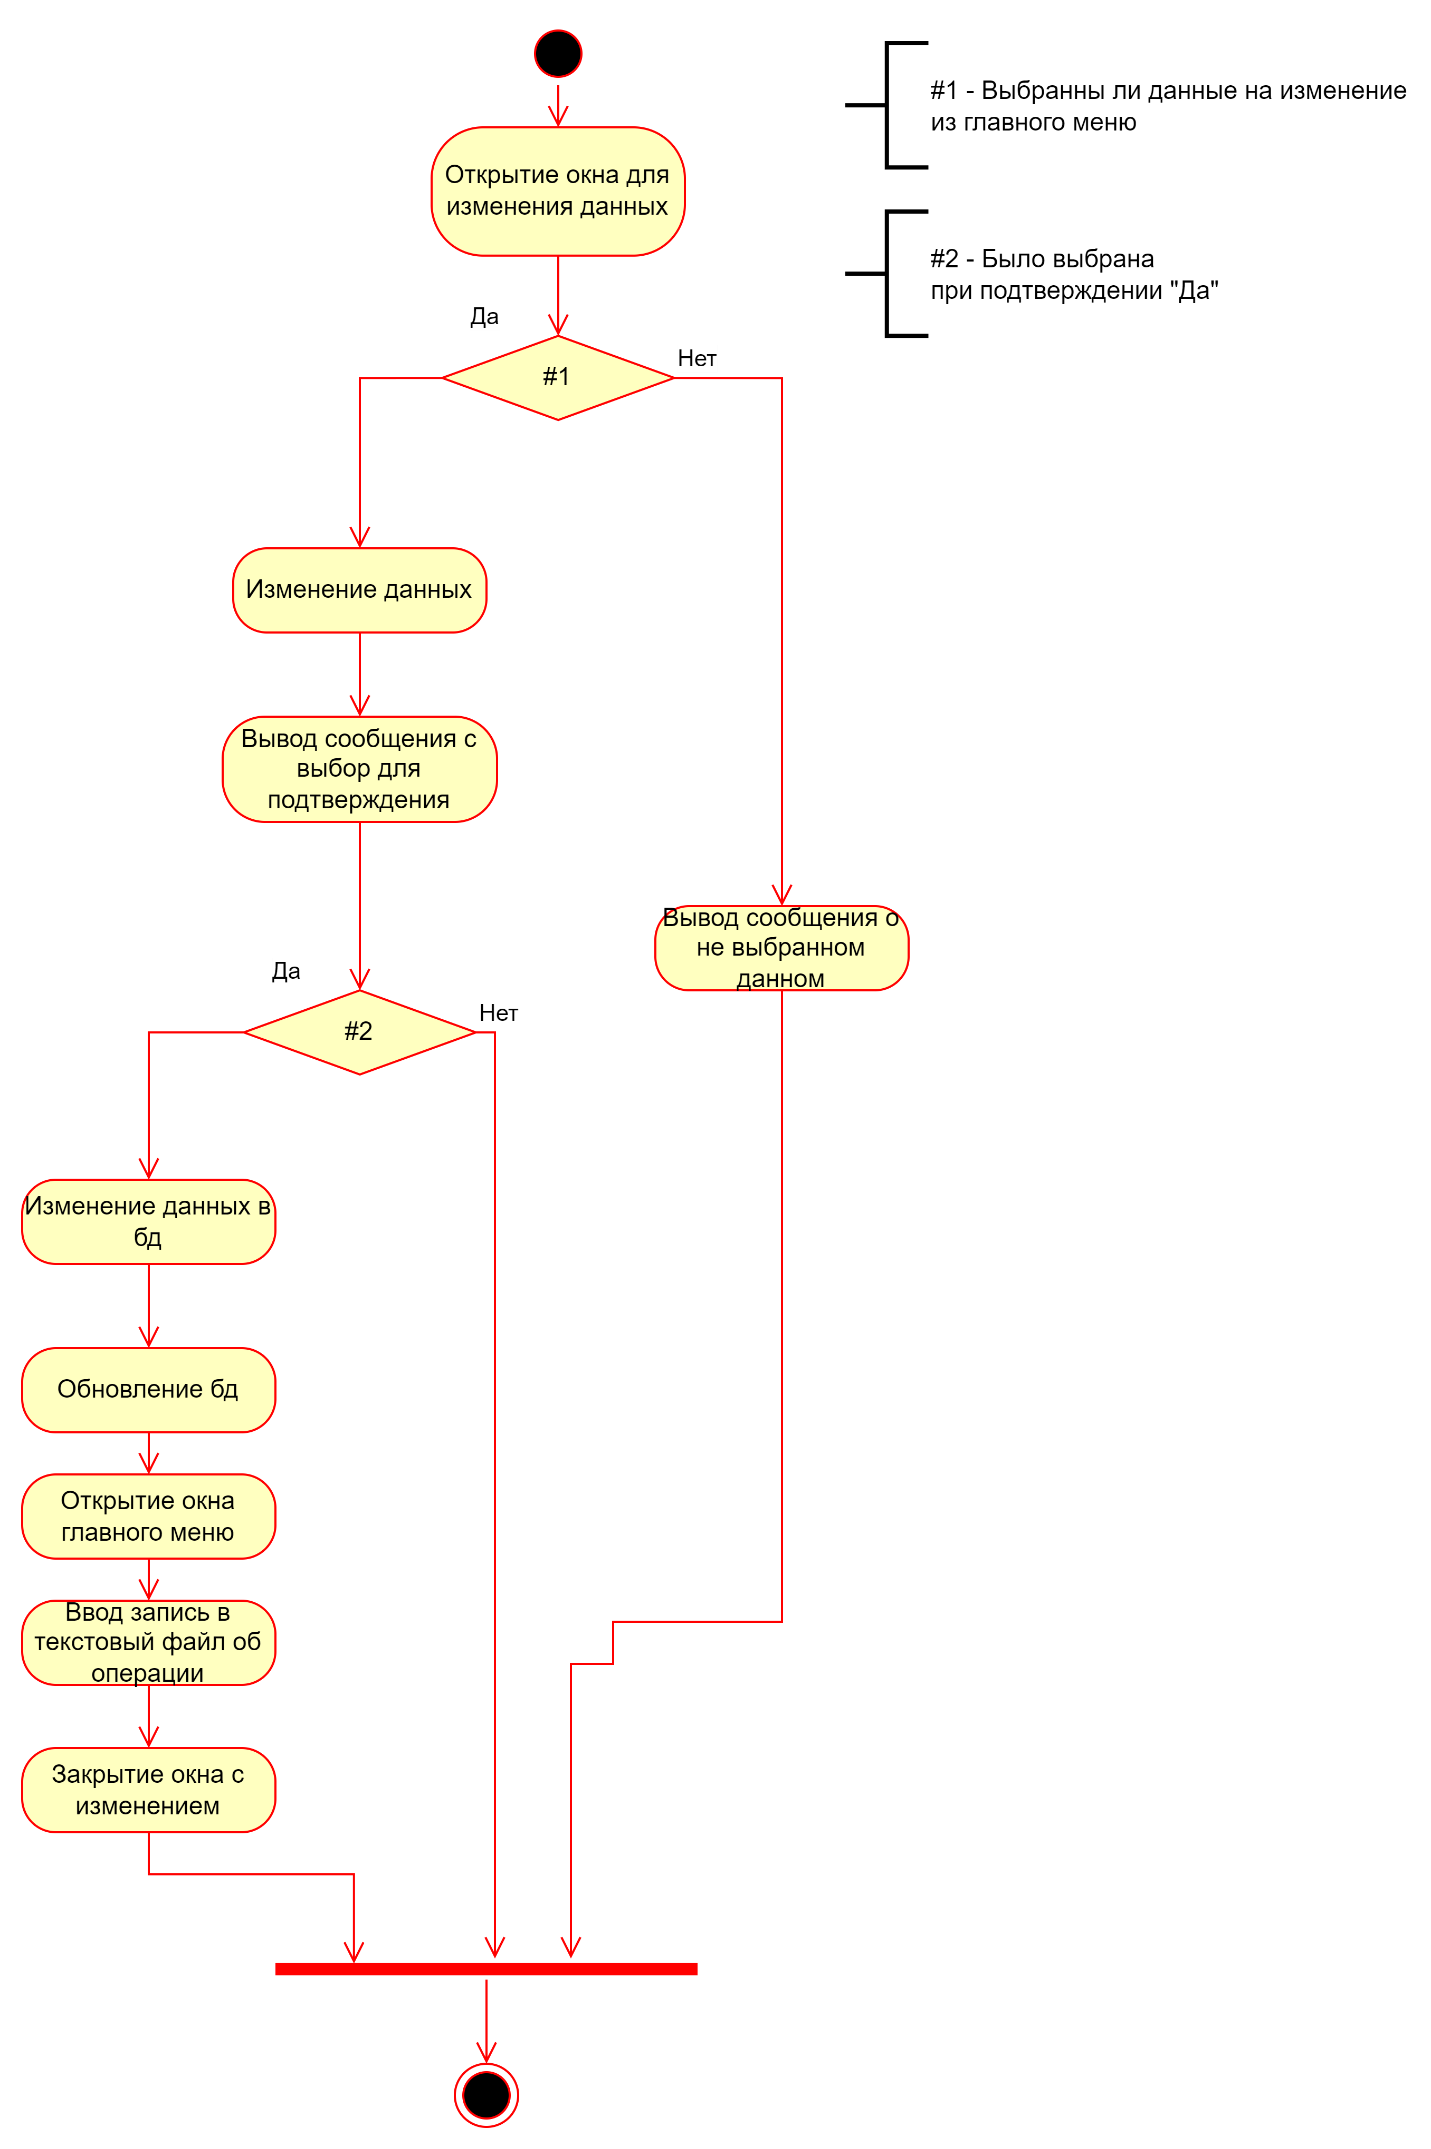 #1 - Выбранны ли данные на изменение
из главного меню
Открытие окна для
изменения данных
#2 - Было выбрана
при подтверждении "Да"
Да
Нет
#1
Изменение данных
Вывод сообщения с
выбор для
подтверждения
Вывод сообщения о
не выбранном
данном
Да
Нет
#2
Изменение данных в
бд
Обновление бд
Открытие окна
главного меню
Ввод запись в
текстовый файл об
операции
Закрытие окна с
изменением